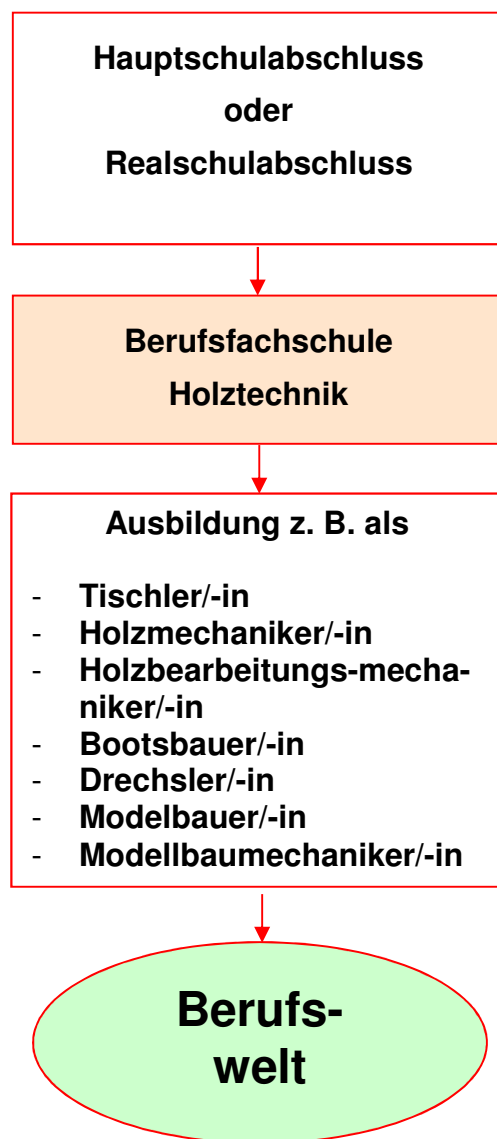 Hauptschulabschluss
oder
Realschulabschluss
Berufsfachschule
Holztechnik
Ausbildung z. B. als
- Tischler/-in
- Holzmechaniker/-in
- Holzbearbeitungs-mecha-
niker/-in
- Bootsbauer/-in
- Drechsler/-in
- Modelbauer/-in
- Modellbaumechaniker/-in
Berufs-
welt